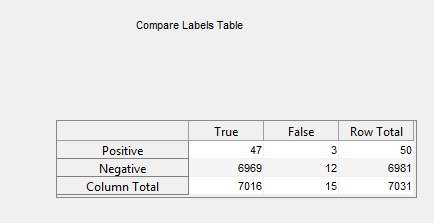 Compare Labels Table
True False Row Total
Positive 47 3 50
Negative 6969 12 6981
Column Total 7016 15 7031